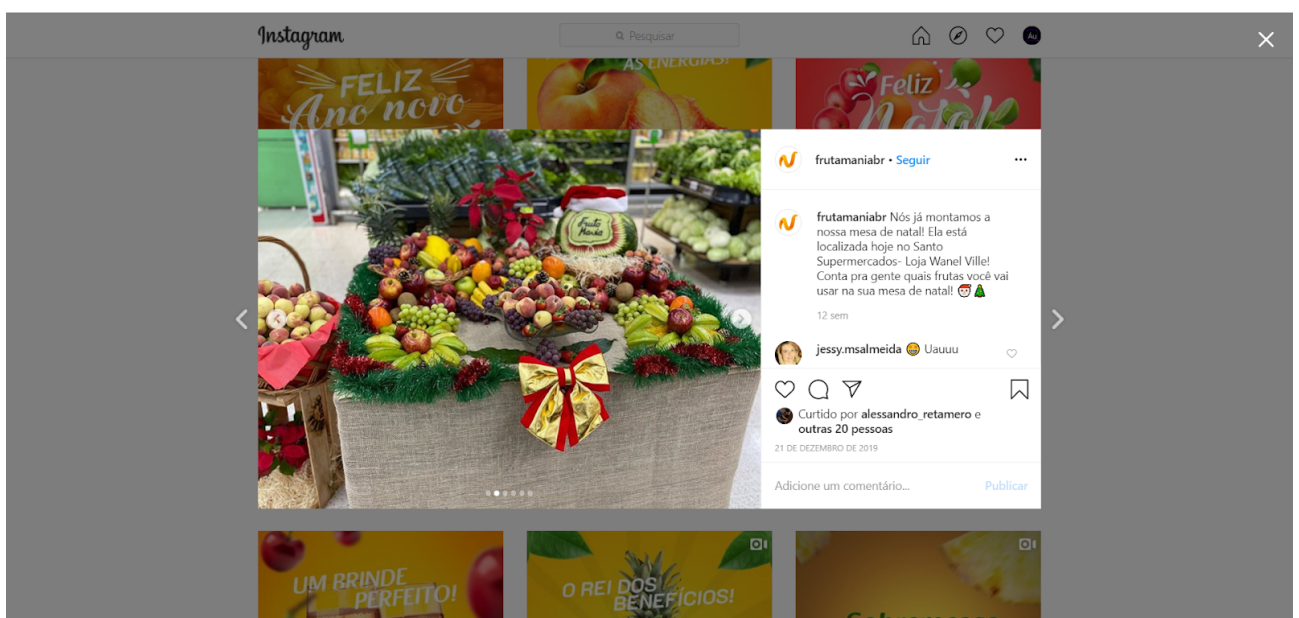 Instagram
Pesquisar
Au
FELIZ
Ano novo
AS ENERGIAS!
Feliz
Natal
Fruta
Mania
frutamaniabr • Seguir
frutamaniabr Nós já montamos a
nossa mesa de natal! Ela está
localizada hoje no Santo
Supermercados- Loja Wanel Ville!
Conta pra gente quais frutas você vai
usar na sua mesa de natal! 🎅🎄
12 sem
jessy.msalmeida 🤩 Uauuu
Curtido por alessandro_retamero e
outras 20 pessoas
21 DE DEZEMBRO DE 2019
Adicione um comentário... Publicar
UM BRINDE
PERFEITO!
O REI DOS
BENEFÍCIOS!